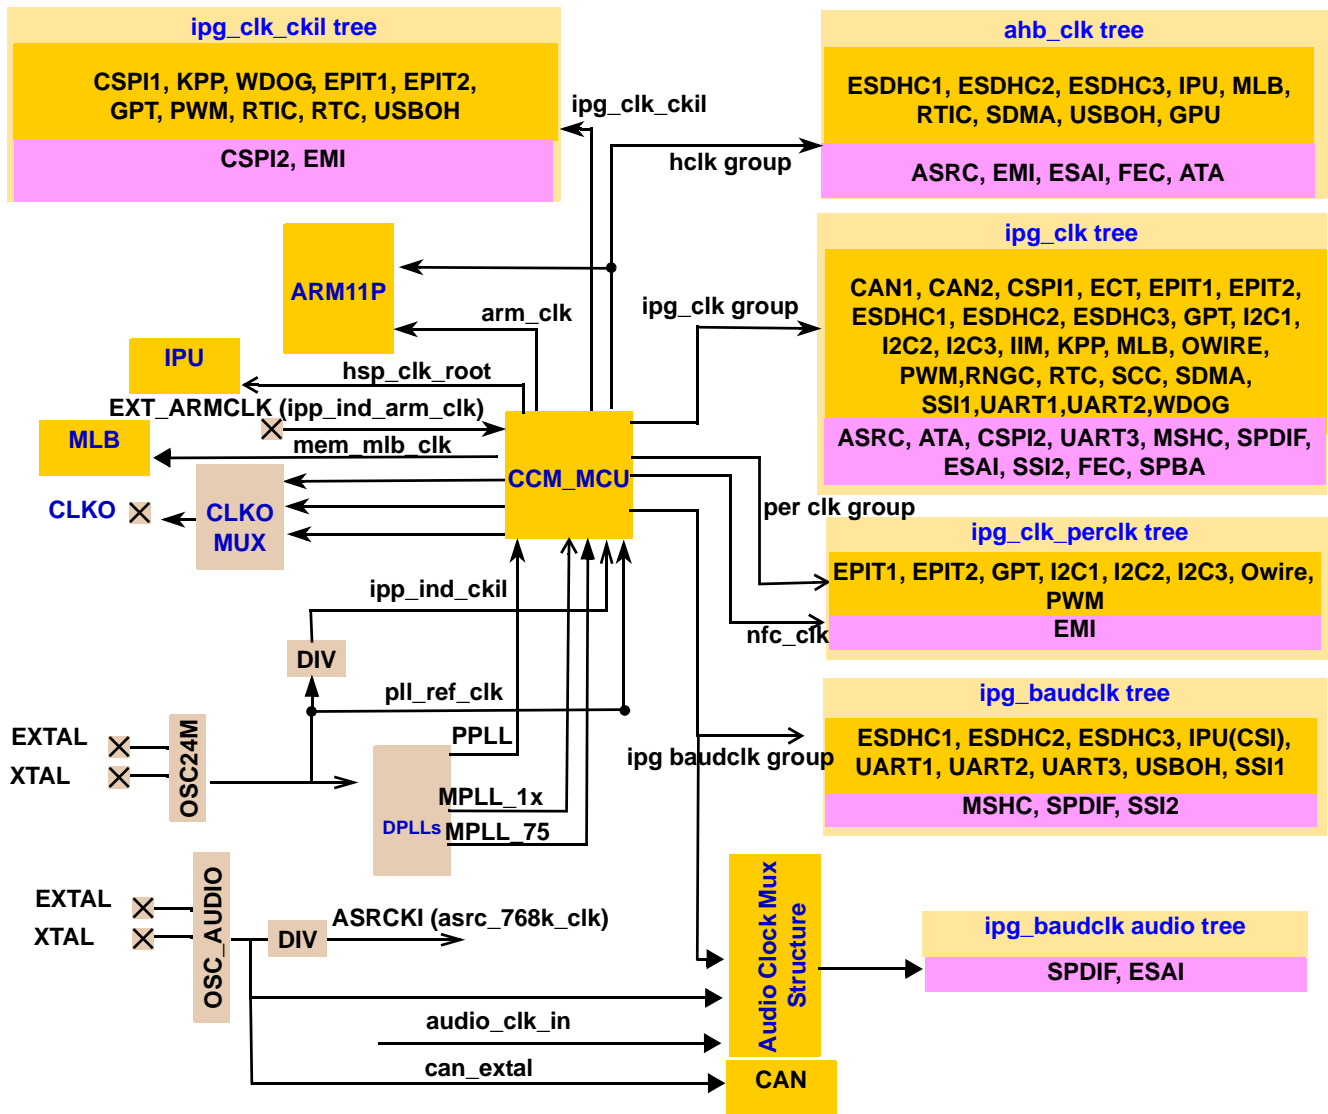 ipg_clk_ckil tree
CSPI1, KPP, WDOG, EPIT1, EPIT2,
GPT, PWM, RTIC, RTC, USBOH
CSPI2, EMI
ipg_clk_ckil
ahb_clk tree
ESDHC1, ESDHC2, ESDHC3, IPU, MLB,
RTIC, SDMA, USBOH, GPU
ASRC, EMI, ESAI, FEC, ATA
hclk group
ipg_clk tree
CAN1, CAN2, CSPI1, ECT, EPIT1, EPIT2,
ESDHC1, ESDHC2, ESDHC3, GPT, I2C1,
I2C2, I2C3, IIM, KPP, MLB, OWIRE,
PWM,RNGC, RTC, SCC, SDMA,
SSI1,UART1,UART2,WDOG
ASRC, ATA, CSPI2, UART3, MSHC, SPDIF,
ESAI, SSI2, FEC, SPBA
ipg_clk group
ARM11P
arm_clk
IPU
hsp_clk_root
EXT_ARMCLK (ipp_ind_arm_clk)
MLB
mem_mlb_clk
CCM_MCU
CLKO
CLKO
MUX
per clk group
ipg_clk_perclk tree
EPIT1, EPIT2, GPT, I2C1, I2C2, I2C3, Owire,
PWM
EMI
nfc_clk
ipp_ind_ckil
DIV
pll_ref_clk
ipg_baudclk tree
ESDHC1, ESDHC2, ESDHC3, IPU(CSI),
UART1, UART2, UART3, USBOH, SSI1
MSHC, SPDIF, SSI2
ipg baudclk group
EXTAL
XTAL
OSC24M
PPLL
MPLL_1x
DPLLs
MPLL_75
EXTAL
XTAL
OSC_AUDIO
DIV
ASRCKI (asrc_768k_clk)
Audio Clock Mux
Structure
ipg_baudclk audio tree
SPDIF, ESAI
audio_clk_in
can_extal
CAN